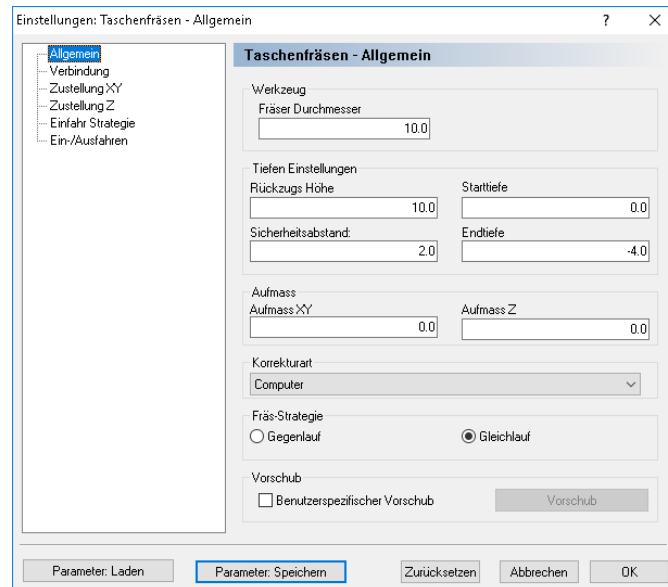 Einstellungen: Taschenfräsen - Allgemein
?
Allgemein
Verbindung
Zustellung XY
Zustellung Z
Einfahr Strategie
Ein-/Ausfahren
Taschenfräsen - Allgemein
Werkzeug
Fräser Durchmesser
10.0
Tiefen Einstellungen
Rückzugs Höhe
Starttiefe
10.0
0.0
Sicherheitsabstand:
Endtiefe
2.0
-4.0
Aufmass
Aufmass XY
Aufmass Z
0.0
0.0
Korrekturart
Computer
Fräs-Strategie
Gegenlauf
Gleichlauf
Vorschub
Benutzerspezifischer Vorschub
Vorschub
Parameter: Laden
Parameter: Speichern
Zurücksetzen
Abbrechen
OK